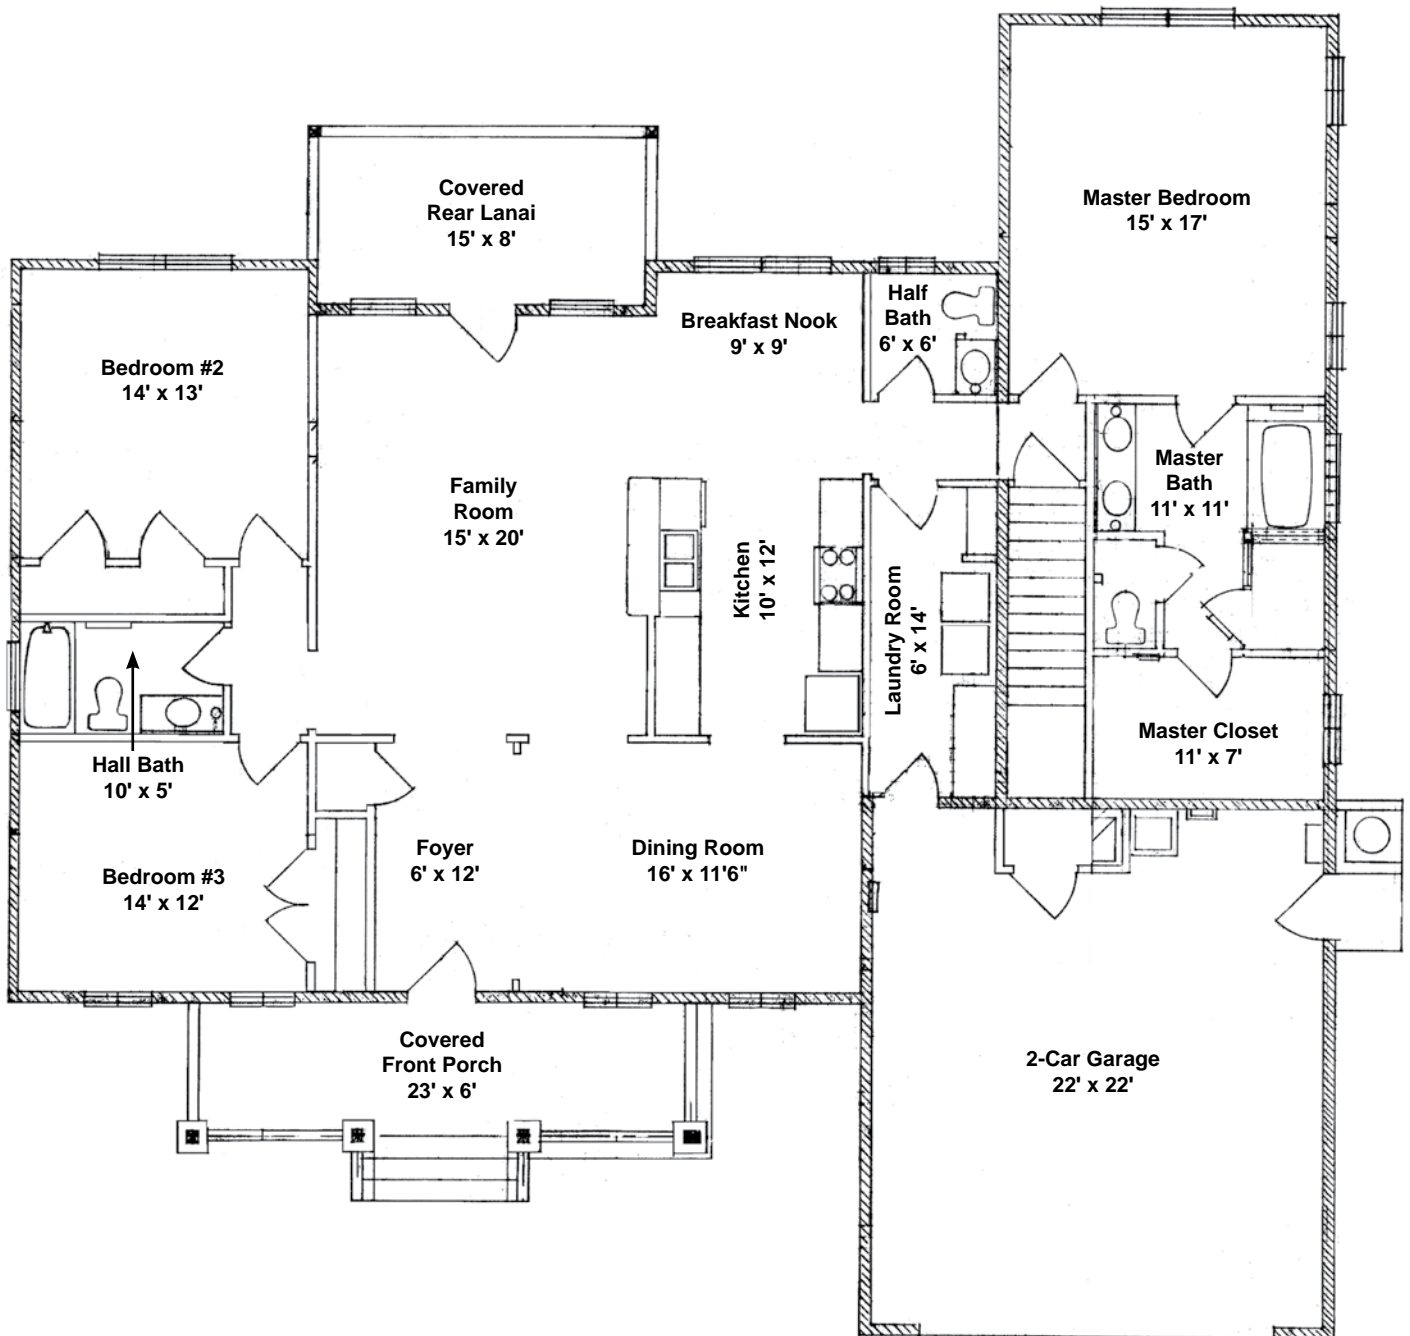 Master Bedroom
15' x 17'
Covered
Rear Lanai
15' x 8'
Half
Bath
6' x 6'
Breakfast Nook
9' x 9'
Bedroom #2
14' x 13'
Master
Bath
11' x 11'
Family
Room
15' x 20'
Kitchen
10' x 12'
Laundry Room
6' x 14'
Master Closet
11' x 7'
Hall Bath
10' x 5'
Foyer
6' x 12'
Dining Room
16' x 11'6"
Bedroom #3
14' x 12'
Covered
Front Porch
23' x 6'
2-Car Garage
22' x 22'